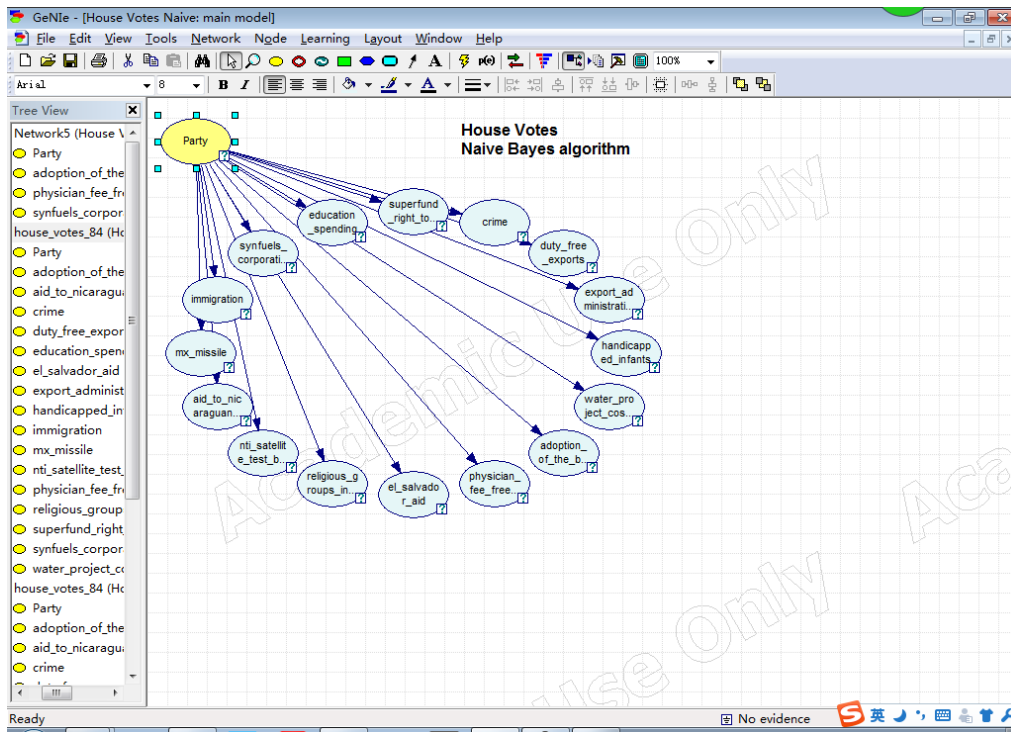 GeNIe - [House Votes Naive: main model]
File Edit View Tools Network Node Learning Layout Window Help
A p(e) 100%
Arial 8 B I A
Tree View
Network5 (House V
Party
adoption_of_the
physician_fee_fre
synfuels_corpor
house_votes_84 (Ho
Party
adoption_of_the
aid_to_nicaragua
crime
duty_free_expor
education_spend
el_salvador_aid
export_administ
handicapped_in
immigration
mx_missile
nti_satellite_test_
physician_fee_fre
religious_group
superfund_right
synfuels_corpor
water_project_co
house_votes_84 (Ho
Party
adoption_of_the
aid_to_nicaragu
crime
House Votes
Naive Bayes algorithm
Party
?
superfund
_right_to...
?
education
_spending
?
crime
?
synfuels_
corporati...
?
duty_free
_exports
?
immigration
?
export_ad
ministrati...
?
mx_missile
?
handicapp
ed_infants
?
aid_to_nic
araguan...
?
water_pro
ject_cos...
?
nti_satellit
e_test_b...
?
adoption_
of_the_b...
?
religious_g
roups_in...
?
el_salvado
r_aid
?
physician_
fee_free...
?
Academic Use Only
Aca
Use Only
Ready
No evidence
S 英